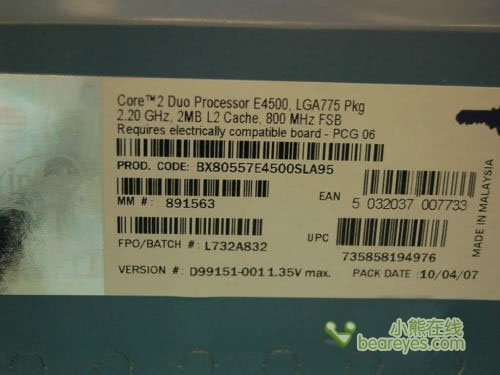 Core™2 Duo Processor E4500, LGA775 Pkg
2.20 GHz, 2MB L2 Cache, 800 MHz FSB
Requires electrically compatible board - PCG 06
PROD. CODE: BX80557E4500SLA95
MM #: 891563
EAN 5 032037 007733
FPO/BATCH #: L732A832
UPC 735858194976
VERSION #: D99151-001 1.35V max.
PACK DATE : 10/04/07
MADE IN MALAYSIA
小熊在线
beareyes.com